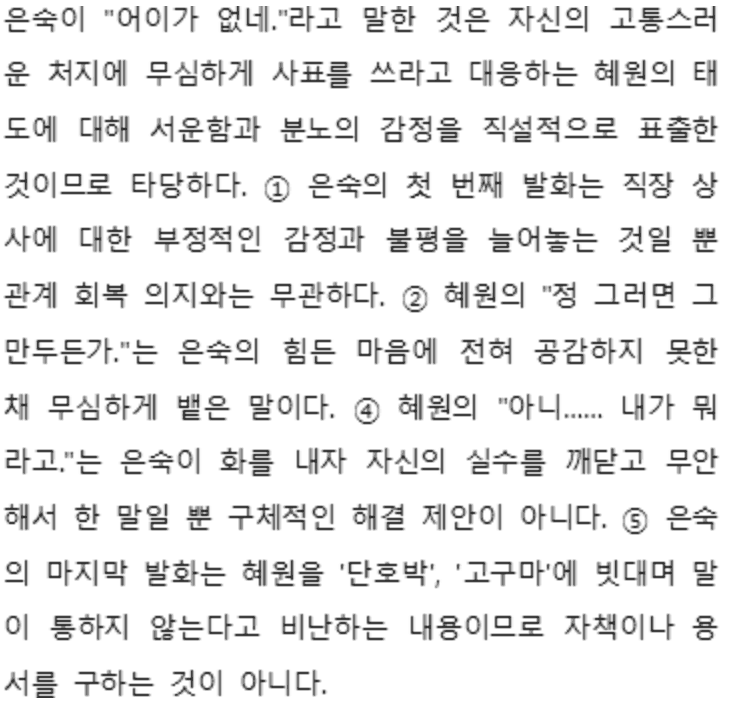 은숙이 "어이가 없네."라고 말한 것은 자신의 고통스러
운 처지에 무심하게 사표를 쓰라고 대응하는 혜원의 태
도에 대해 서운함과 분노의 감정을 직설적으로 표출한
것이므로 타당하다. ① 은숙의 첫 번째 발화는 직장 상
사에 대한 부정적인 감정과 불평을 늘어놓는 것일 뿐
관계 회복 의지와는 무관하다. ② 혜원의 "정 그러면 그
만두든가."는 은숙의 힘든 마음에 전혀 공감하지 못한
채 무심하게 뱉은 말이다. ④ 혜원의 "아니...... 내가 뭐
라고."는 은숙이 화를 내자 자신의 실수를 깨닫고 무안
해서 한 말일 뿐 구체적인 해결 제안이 아니다. ⑤ 은숙
의 마지막 발화는 혜원을 '단호박', '고구마'에 빗대며 말
이 통하지 않는다고 비난하는 내용이므로 자책이나 용
서를 구하는 것이 아니다.